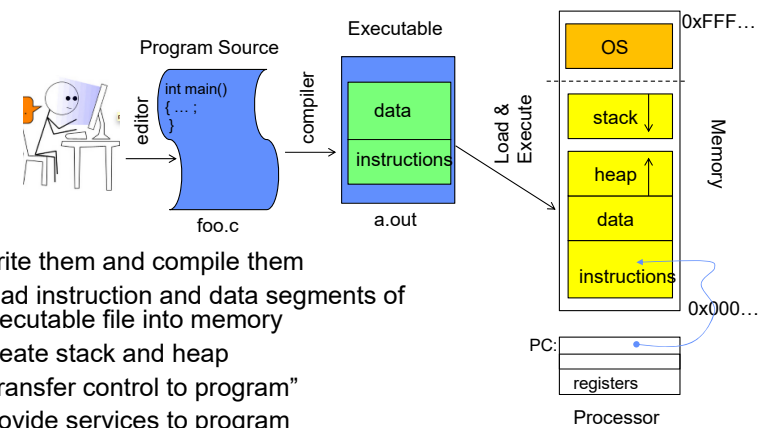 Program Source
int main()
{ … ;
}
editor
foo.c
compiler
Executable
data
instructions
a.out
Load &
Execute
OS
stack
heap
data
instructions
0xFFF…
Memory
0x000…
PC:
registers
Processor
rite them and compile them
ad instruction and data segments of
ecutable file into memory
eate stack and heap
ransfer control to program”
ovide services to program